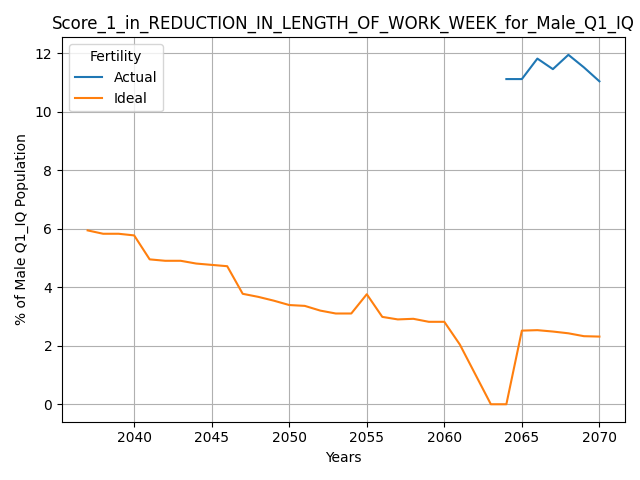 Score_1_in_REDUCTION_IN_LENGTH_OF_WORK_WEEK_for_Male_Q1_IQ
Fertility
Actual
Ideal
% of Male Q1_IQ Population
12
10
8
6
4
2
0
2040 2045 2050 2055 2060 2065 2070
Years